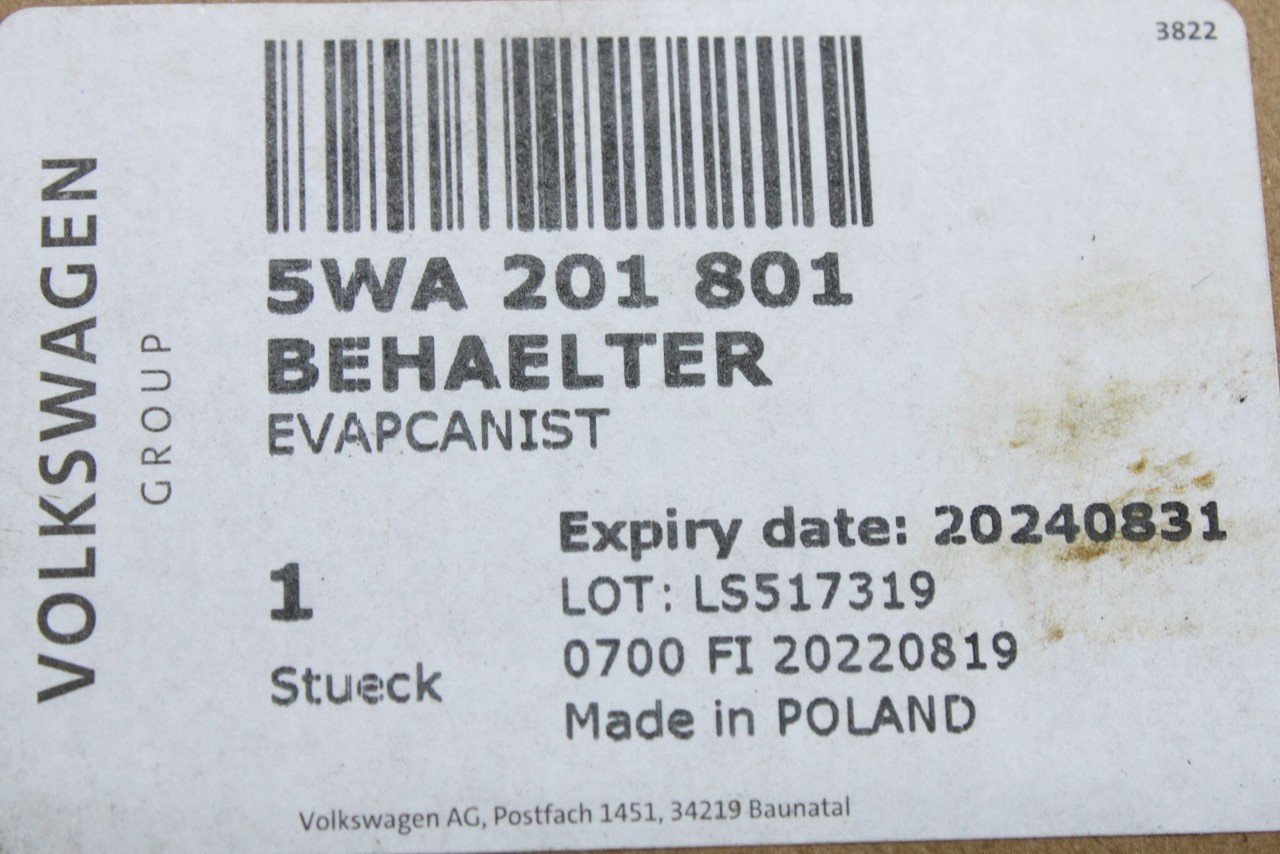 3822
VOLKSWAGEN
GROUP
5WA 201 801
BEHAELTER
EVAPCANIST
Expiry date: 20240831
1
LOT: LS517319
0700 FI 20220819
Stueck
Made in POLAND
Volkswagen AG, Postfach 1451, 34219 Baunatal